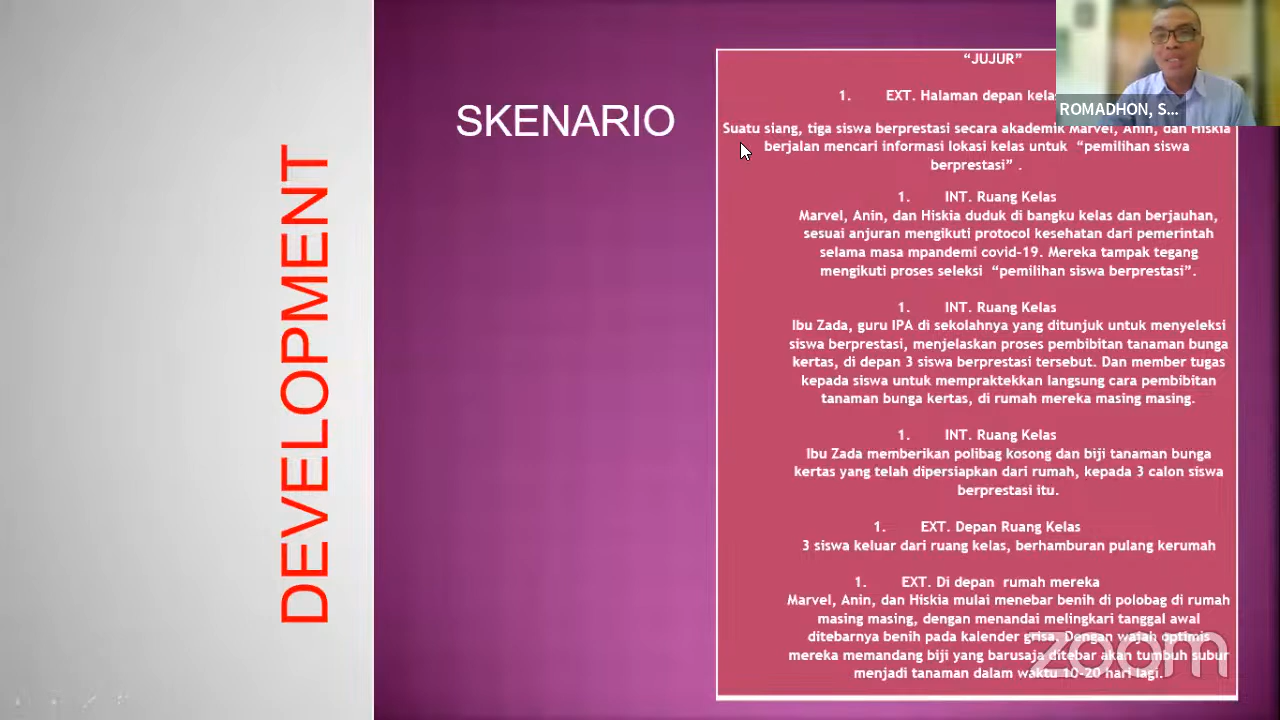 DEVELOPMENT
SKENARIO
“JUJUR”
1. EXT. Halaman depan kelas
ROMADHON, S...
Suatu siang, tiga siswa berprestasi secara akademik Marvel, Anin, dan Hiskia
berjalan mencari informasi lokasi kelas untuk “pemilihan siswa
berprestasi” .
1. INT. Ruang Kelas
Marvel, Anin, dan Hiskia duduk di bangku kelas dan berjauhan,
sesuai anjuran mengikuti protocol kesehatan dari pemerintah
selama masa mpandemi covid-19. Mereka tampak tegang
mengikuti proses seleksi “pemilihan siswa berprestasi”.
1. INT. Ruang Kelas
Ibu Zada, guru IPA di sekolahnya yang ditunjuk untuk menyeleksi
siswa berprestasi, menjelaskan proses pembibitan tanaman bunga
kertas, di depan 3 siswa berprestasi tersebut. Dan member tugas
kepada siswa untuk mempraktekkan langsung cara pembibitan
tanaman bunga kertas, di rumah mereka masing masing.
1. INT. Ruang Kelas
Ibu Zada memberikan polibag kosong dan biji tanaman bunga
kertas yang telah dipersiapkan dari rumah, kepada 3 calon siswa
berprestasi itu.
1. EXT. Depan Ruang Kelas
3 siswa keluar dari ruang kelas, berhamburan pulang kerumah
1. EXT. Di depan rumah mereka
Marvel, Anin, dan Hiskia mulai menebar benih di polobag di rumah
masing masing, dengan menandai melingkari tanggal awal
ditebarnya benih pada kalender grisa. Dengan wajah optimis
mereka memandang biji yang barusaja ditebar akan tumbuh subur
menjadi tanaman dalam waktu 10-20 hari lagi.
zoom